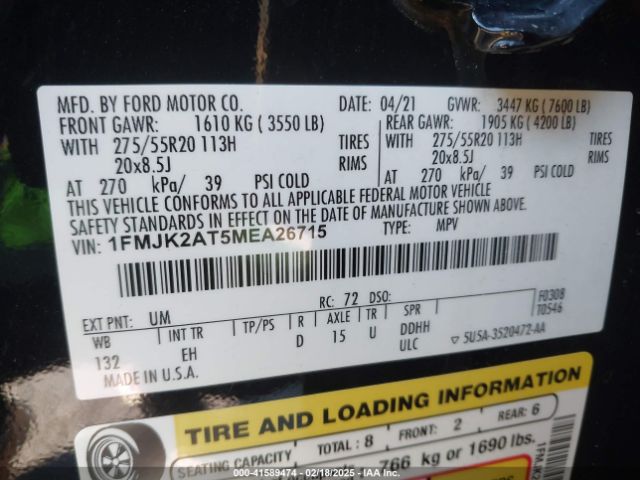 MFD. BY FORD MOTOR CO. DATE: 04/21 GVWR: 3447 KG (7600 LB)
FRONT GAWR: 1610 KG (3550 LB) REAR GAWR: 1905 KG (4200 LB)
WITH 275/55R20 113H TIRES WITH 275/55R20 113H TIRES
20x8.5J RIMS 20x8.5J RIMS
AT 270 kPa/ 39 PSI COLD AT 270 kPa/ 39 PSI COLD
THIS VEHICLE CONFORMS TO ALL APPLICABLE FEDERAL MOTOR VEHICLE
SAFETY STANDARDS IN EFFECT ON THE DATE OF MANUFACTURE SHOWN ABOVE.
VIN: 1FMJK2AT5MEA26715 TYPE: MPV
F0308
T0546
EXT PNT: UM RC: 72 DSO:
WB INT TR TP/PS R AXLE TR SPR
132 EH D 15 U DDHH
ULC
▽ 5U5A-3520472-AA
MADE IN U.S.A.
TIRE AND LOADING INFORMATION
SEATING CAPACITY TOTAL: 8 FRONT: 2 REAR: 6
766 kg or 1690 lbs.
© IAAI.COM 41589474 02/18/2025 IAAI.COM